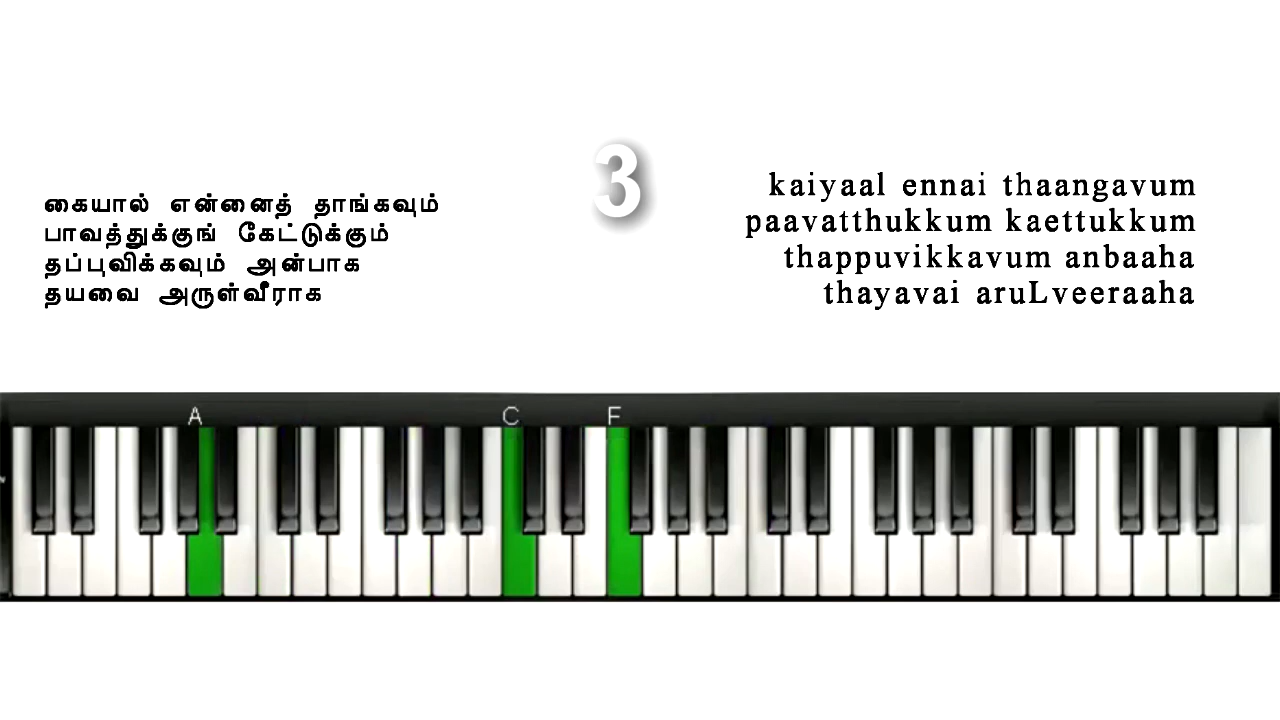 3
கையால் என்னைத் தாங்கவும்
பாவத்துக்குங் கேட்டுக்கும்
தப்புவிக்கவும் அன்பாக
தயவை அருள்வீராக
kaiyaal ennai thaangavum
paavatthukkum kaettukkum
thappuvikkavum anbaaha
thayavai aruLveeraaha
A C F